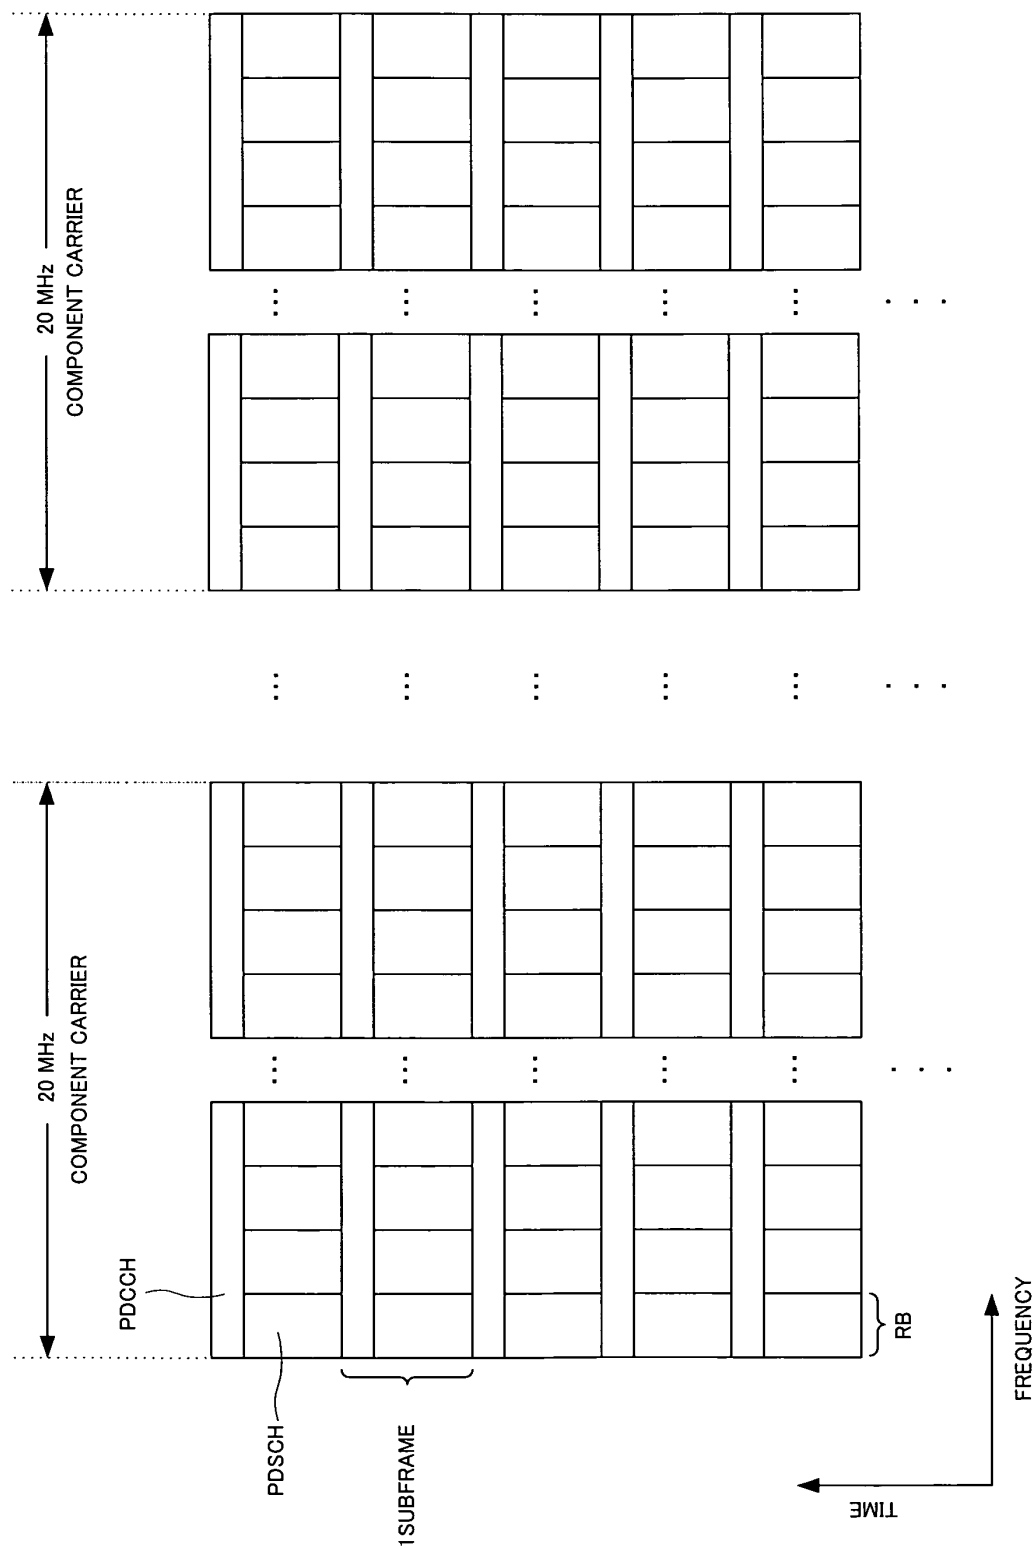 20 MHz
COMPONENT CARRIER
20 MHz
COMPONENT CARRIER
PDCCH
PDSCH
1SUBFRAME
RB
TIME
FREQUENCY